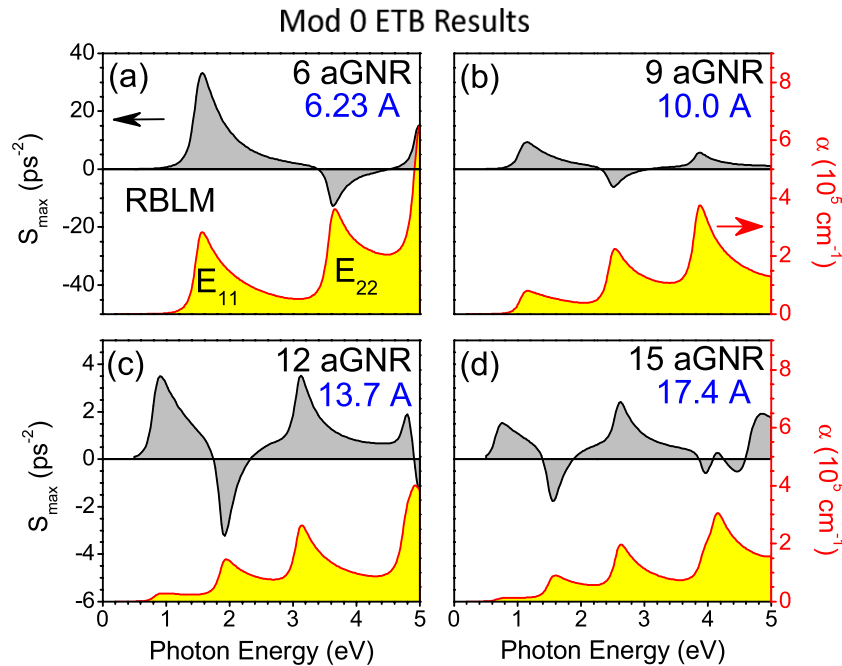 Mod 0 ETB Results
(a) 6 aGNR
6.23 A
(b) 9 aGNR
10.0 A
RBLM
E11
E22
40
20
0
-20
-40
Smax (ps-2)
8
6
4
2
0
α (10^5 cm-1)
(c) 12 aGNR
13.7 A
(d) 15 aGNR
17.4 A
4
2
0
-2
-4
-6
Smax (ps-2)
8
6
4
2
0
α (10^5 cm-1)
0 1 2 3 4 5
0 1 2 3 4 5
Photon Energy (eV)
Photon Energy (eV)